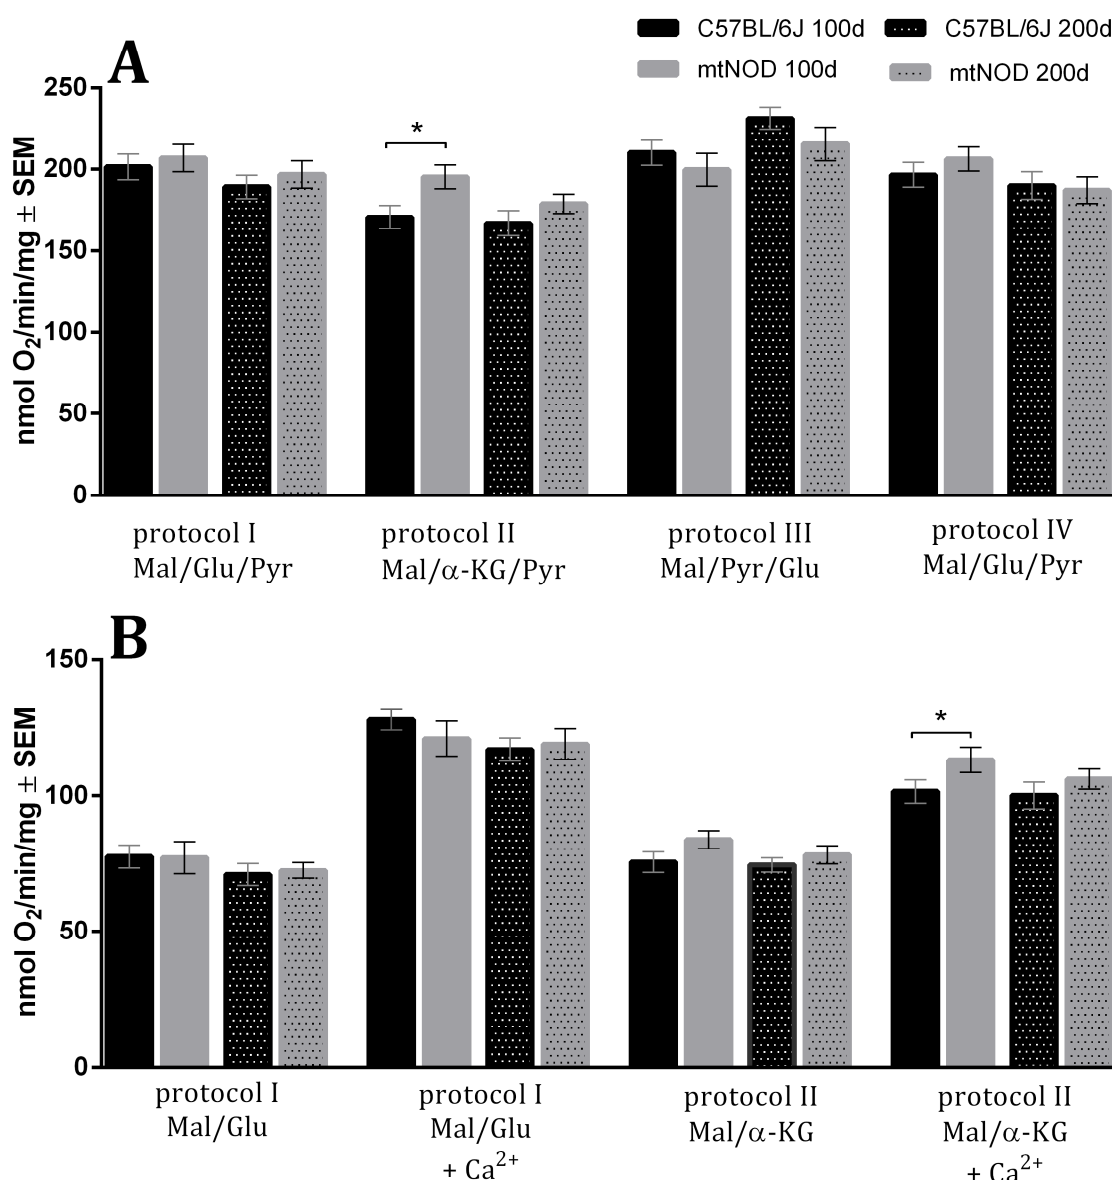 C57BL/6J 100d
C57BL/6J 200d
mtNOD 100d
mtNOD 200d
A
nmol O₂/min/mg ± SEM
250
200
150
100
50
0
*
protocol I
Mal/Glu/Pyr
protocol II
Mal/α-KG/Pyr
protocol III
Mal/Pyr/Glu
protocol IV
Mal/Glu/Pyr
B
nmol O₂/min/mg ± SEM
150
100
50
0
*
protocol I
Mal/Glu
protocol I
Mal/Glu
+ Ca²⁺
protocol II
Mal/α-KG
protocol II
Mal/α-KG
+ Ca²⁺